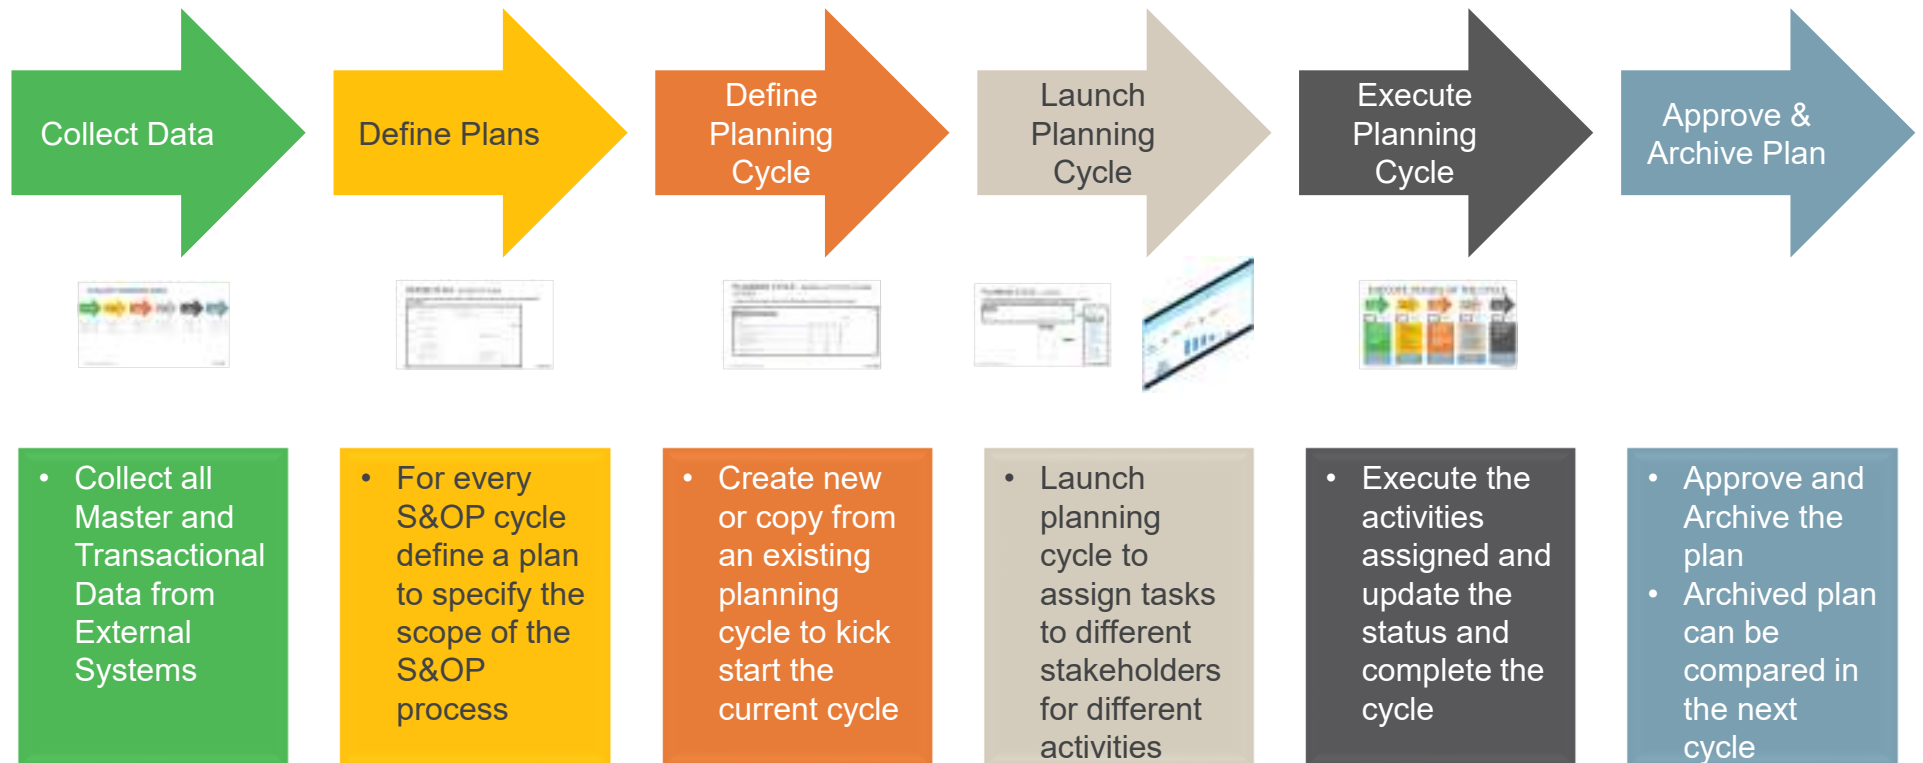 Collect Data
Define Plans
Define
Planning
Cycle
Launch
Planning
Cycle
Execute
Planning
Cycle
Approve &
Archive Plan
• Collect all
Master and
Transactional
Data from
External
Systems
• For every
S&OP cycle
define a plan
to specify the
scope of the
S&OP
process
• Create new
or copy from
an existing
planning
cycle to kick
start the
current cycle
• Launch
planning
cycle to
assign tasks
to different
stakeholders
for different
activities
• Execute the
activities
assigned and
update the
status and
complete the
cycle
• Approve and
Archive the
plan
• Archived plan
can be
compared in
the next
cycle